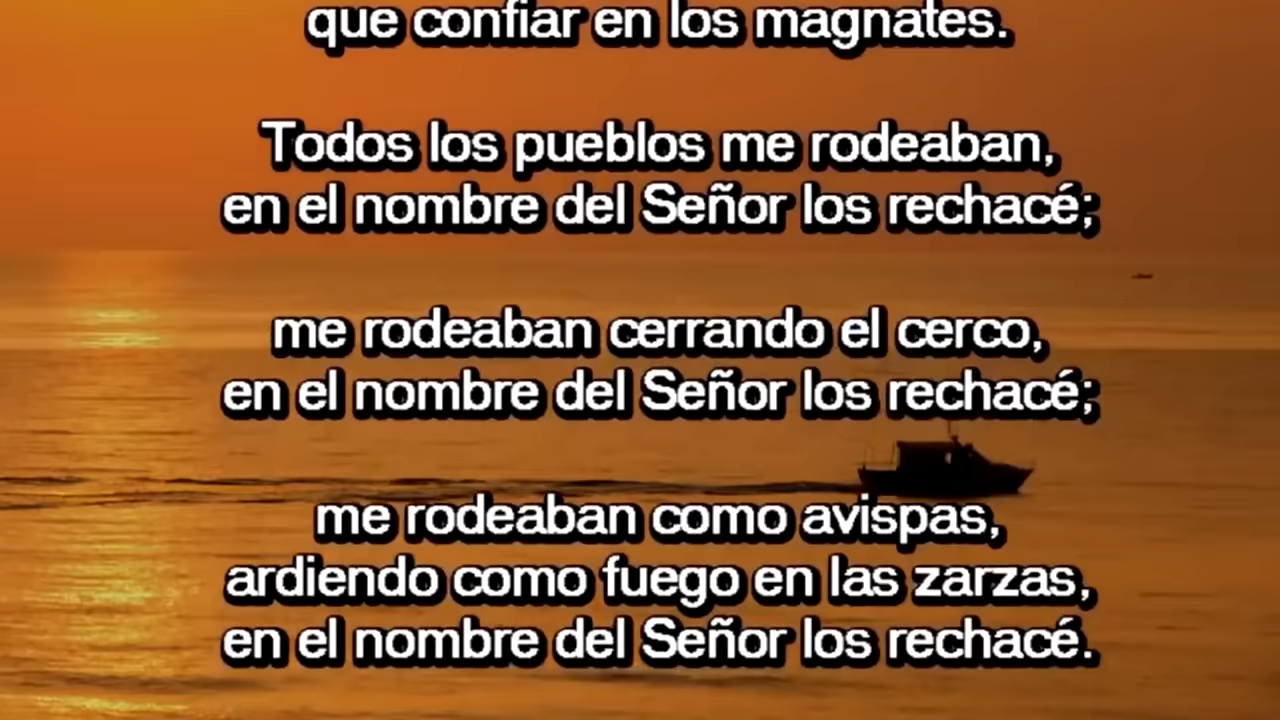 que confiar en los magnates.
Todos los pueblos me rodeaban,
en el nombre del Señor los rechacé;
me rodeaban cerrando el cerco,
en el nombre del Señor los rechacé;
me rodeaban como avispas,
ardiendo como fuego en las zarzas,
en el nombre del Señor los rechacé.